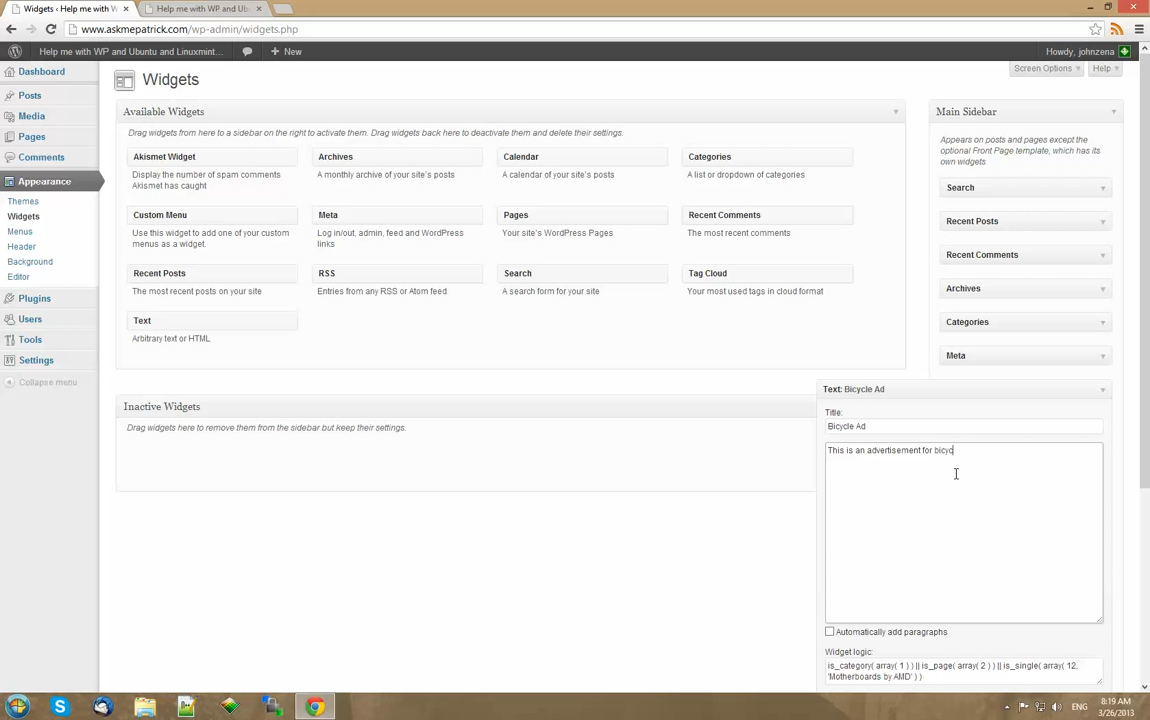 Widgets ‹ Help me with W
Help me with WP and Ubu
www.askmepatrick.com/wp-admin/widgets.php
Help me with WP and Ubuntu and Linuxmint...
+ New
Howdy, johnzena
Screen Options
Help
Dashboard
Posts
Media
Pages
Comments
Appearance
Themes
Widgets
Menus
Header
Background
Editor
Plugins
Users
Tools
Settings
Collapse menu
Widgets
Available Widgets
Drag widgets from here to a sidebar on the right to activate them. Drag widgets back here to deactivate them and delete their settings.
Akismet Widget
Display the number of spam comments
Akismet has caught
Archives
A monthly archive of your site's posts
Calendar
A calendar of your site's posts
Categories
A list or dropdown of categories
Custom Menu
Use this widget to add one of your custom
menus as a widget.
Meta
Log in/out, admin, feed and WordPress
links
Pages
Your site's WordPress Pages
Recent Comments
The most recent comments
Recent Posts
The most recent posts on your site
RSS
Entries from any RSS or Atom feed
Search
A search form for your site
Tag Cloud
Your most used tags in cloud format
Text
Arbitrary text or HTML
Inactive Widgets
Drag widgets here to remove them from the sidebar but keep their settings.
Main Sidebar
Appears on posts and pages except the
optional Front Page template, which has its
own widgets
Search
Recent Posts
Recent Comments
Archives
Categories
Meta
Text: Bicycle Ad
Title:
Bicycle Ad
This is an advertisement for bicyc
Automatically add paragraphs
Widget logic:
is_category( array( 1 ) ) || is_page( array( 2 ) ) || is_single( array( 12,
'Motherboards by AMD' ) )
ENG
8:19 AM
3/26/2013